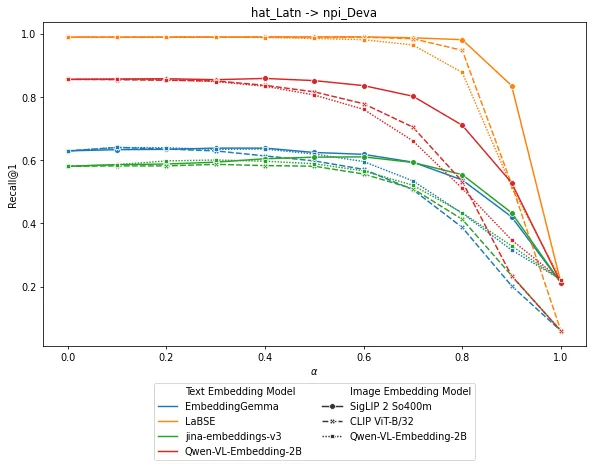 hat_Latn -> npi_Deva
Recall@1
1.0
0.8
0.6
0.4
0.2
0.0 0.2 0.4 0.6 0.8 1.0
α
Text Embedding Model Image Embedding Model
EmbeddingGemma SigLIP 2 So400m
LaBSE CLIP ViT-B/32
jina-embeddings-v3 Qwen-VL-Embedding-2B
Qwen-VL-Embedding-2B